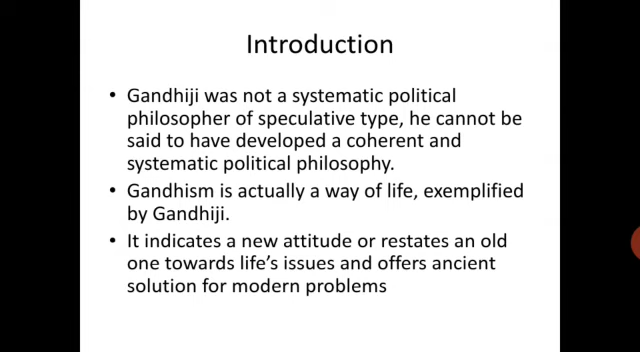 Introduction
• Gandhiji was not a systematic political
philosopher of speculative type, he cannot be
said to have developed a coherent and
systematic political philosophy.
• Gandhism is actually a way of life, exemplified
by Gandhiji.
• It indicates a new attitude or restates an old
one towards life's issues and offers ancient
solution for modern problems